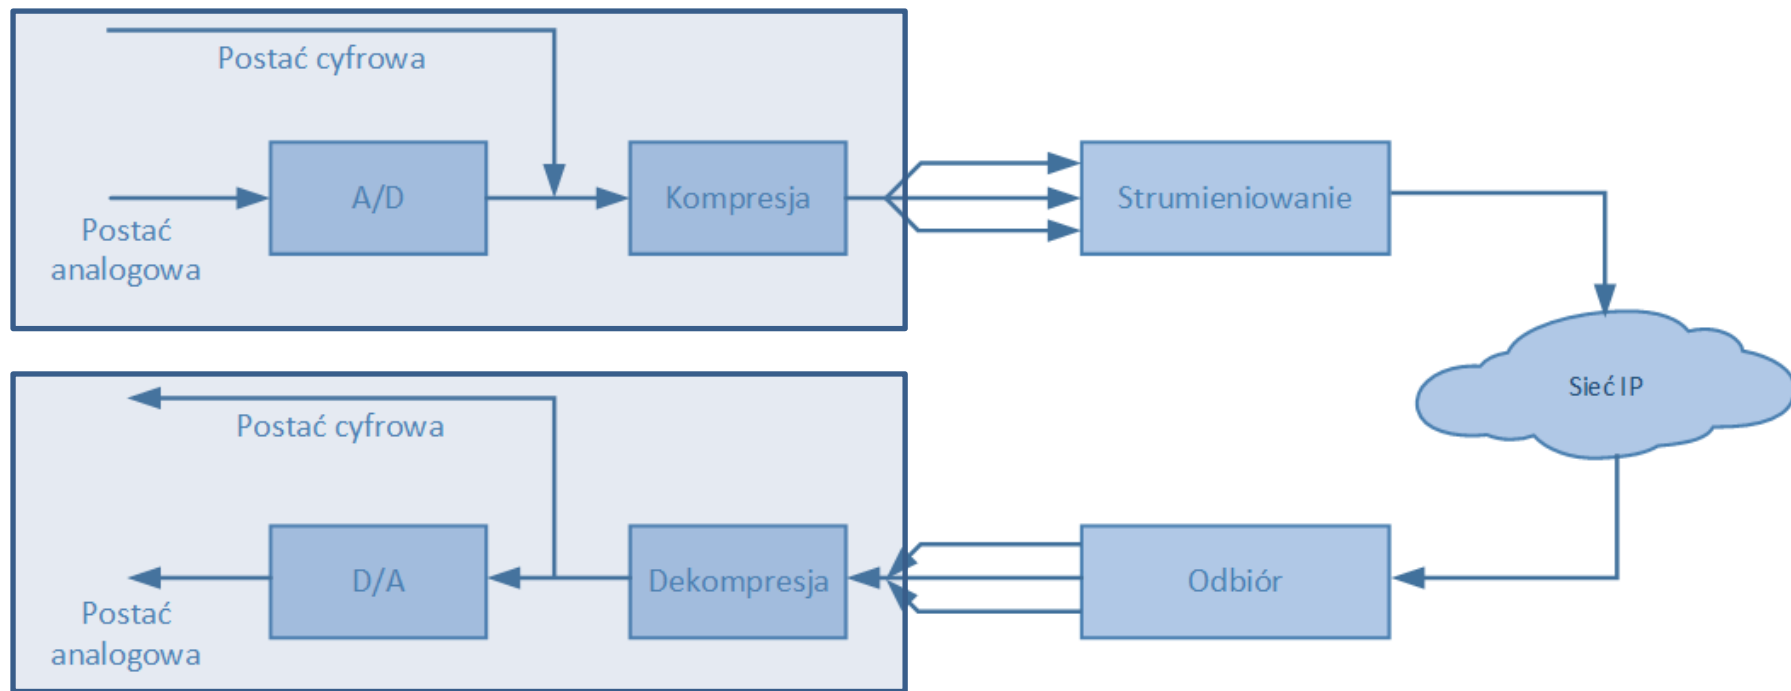 Postać cyfrowa
A/D
Kompresja
Strumieniowanie
Postać
analogowa
Sieć IP
Postać cyfrowa
D/A
Dekompresja
Odbiór
Postać
analogowa